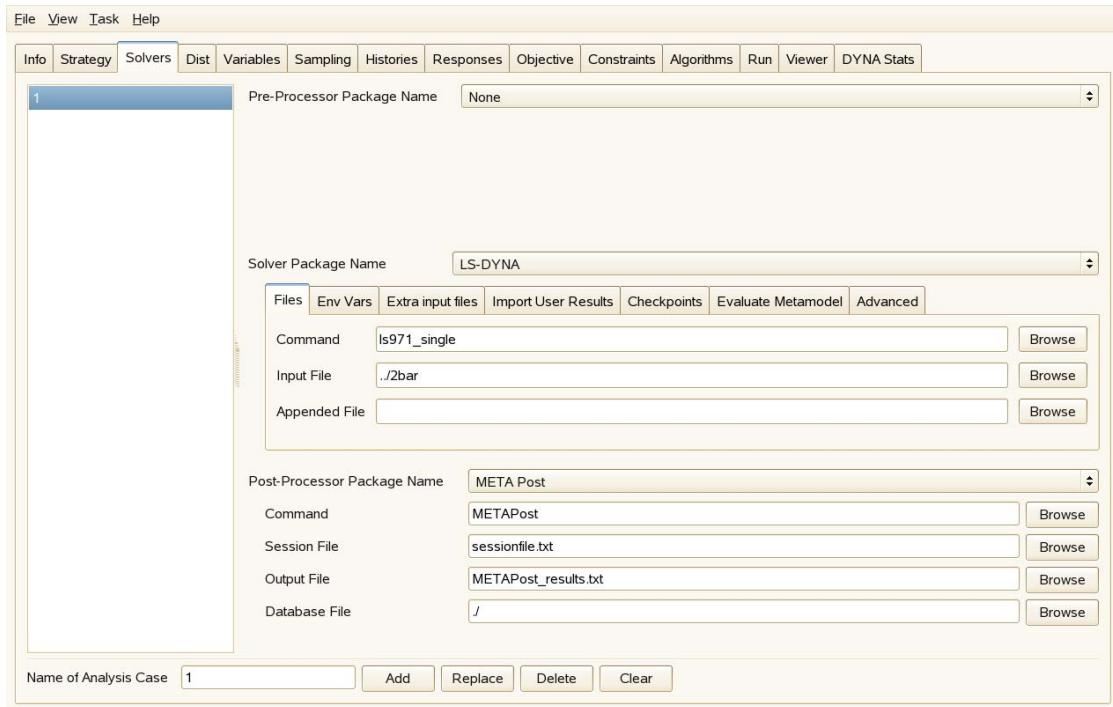 File View Task Help
Info Strategy Solvers Dist Variables Sampling Histories Responses Objective Constraints Algorithms Run Viewer DYNA Stats
1
Pre-Processor Package Name None
Solver Package Name LS-DYNA
Files Env Vars Extra input files Import User Results Checkpoints Evaluate Metamodel Advanced
Command ls971_single Browse
Input File ../2bar Browse
Appended File Browse
Post-Processor Package Name META Post
Command METAPost Browse
Session File sessionfile.txt Browse
Output File METAPost_results.txt Browse
Database File ./ Browse
Name of Analysis Case 1 Add Replace Delete Clear